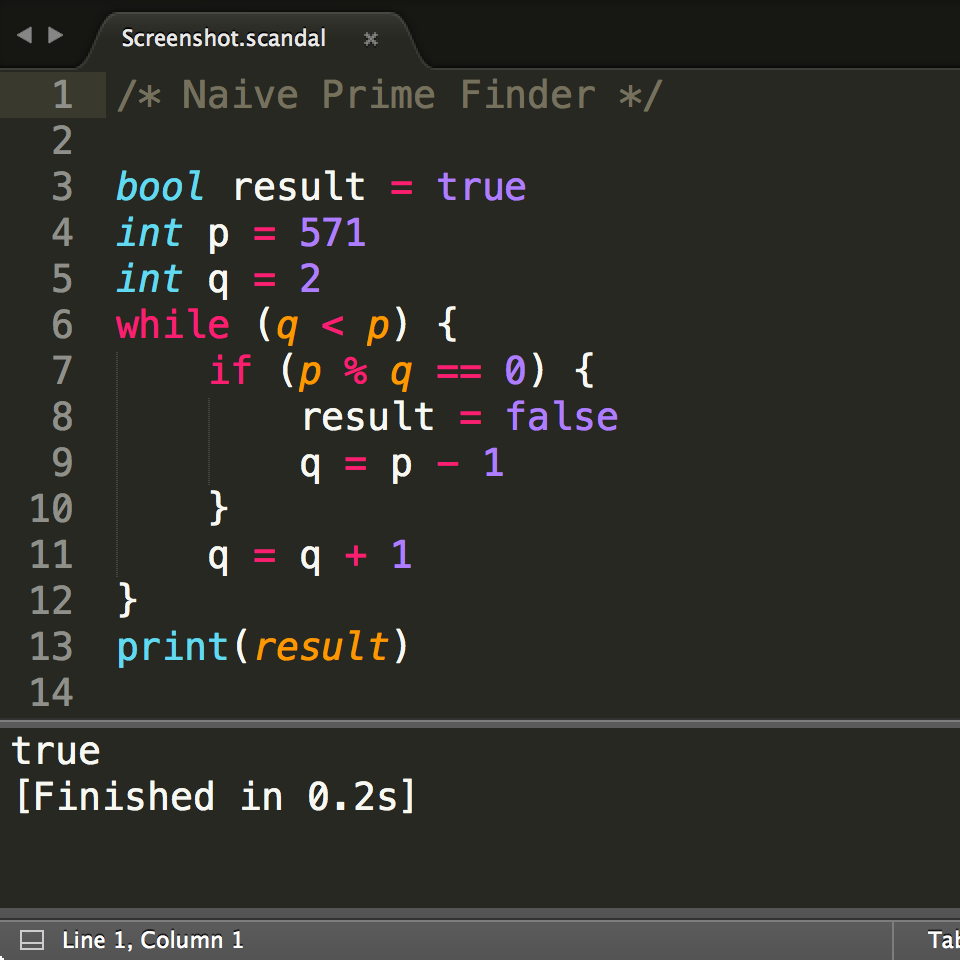 Screenshot.scandal
1 /* Naive Prime Finder */
2
3 bool result = true
4 int p = 571
5 int q = 2
6 while (q < p) {
7     if (p % q == 0) {
8         result = false
9         q = p - 1
10     }
11     q = q + 1
12 }
13 print(result)
14
true
[Finished in 0.2s]
Line 1, Column 1